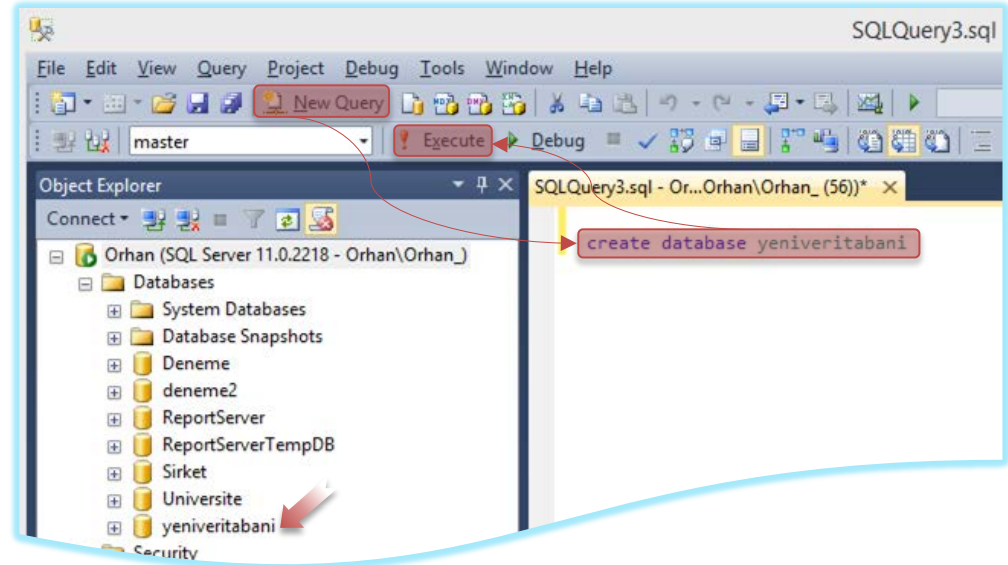 SQLQuery3.sql
File Edit View Query Project Debug Tools Window Help
New Query
master Execute Debug
Object Explorer
SQLQuery3.sql - Or...Orhan\Orhan_ (56))*
Connect
create database yeniveritabani
Orhan (SQL Server 11.0.2218 - Orhan\Orhan_)
Databases
System Databases
Database Snapshots
Deneme
deneme2
ReportServer
ReportServerTempDB
Sirket
Universite
yeniveritabani
Security